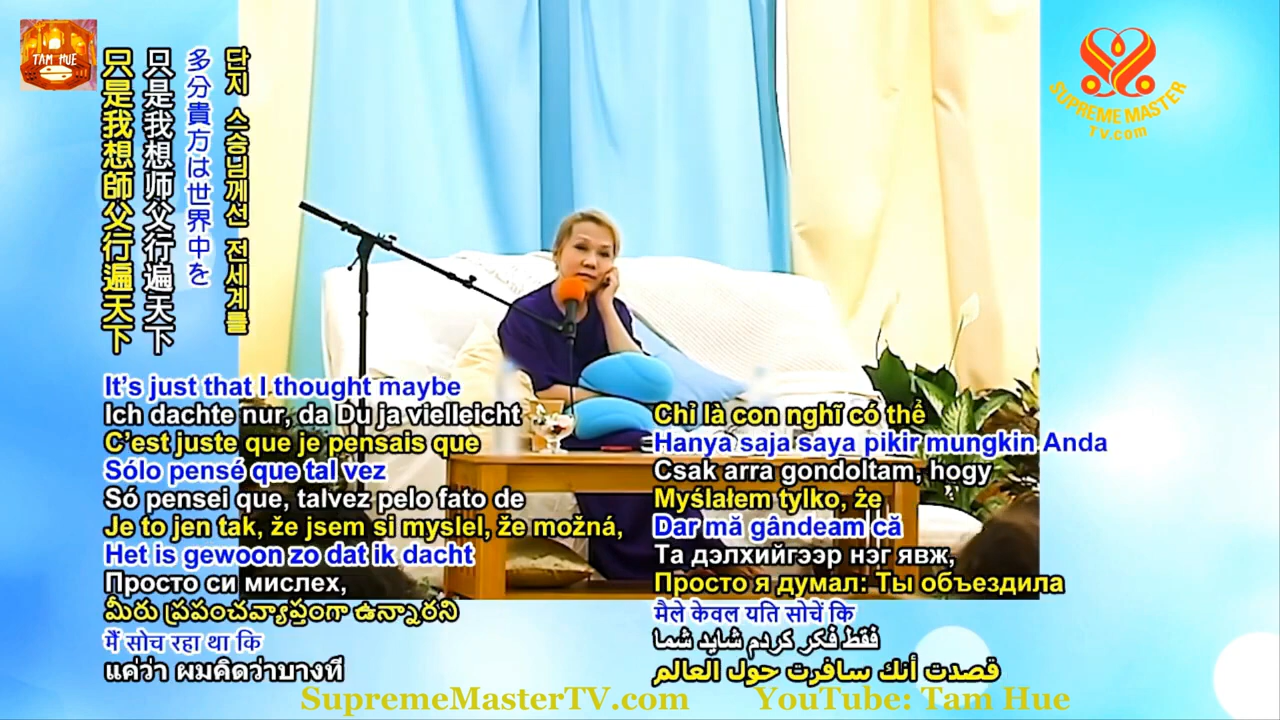 TAM HUE
SUPREME MASTER
TV.com
只是我想師父行遍天下
只是我想师父行遍天下
多分貴方は世界中を
단지 스승님께선 전세계를
It's just that I thought maybe
Ich dachte nur, da Du ja vielleicht
C'est juste que je pensais que
Sólo pensé que tal vez
Só pensei que, talvez pelo fato de
Je to jen tak, že jsem si myslel, že možná,
Het is gewoon zo dat ik dacht
Просто си мислех,
మీరు ప్రపంచవ్యాప్తంగా ఉన్నారని
मैं सोच रहा था कि
แค่ว่า ผมคิดว่าบางที
Chỉ là con nghĩ có thể
Hanya saja saya pikir mungkin Anda
Csak arra gondoltam, hogy
Myślałem tylko, że
Dar mă gândeam că
Та дэлхийгээр нэг явж,
Просто я думал: Ты объездила
मैले केवल यति सोचें कि
فقط فکر کردم شاید شما
قصدت أنك سافرت حول العالم
SupremeMasterTV.com YouTube: Tam Hue